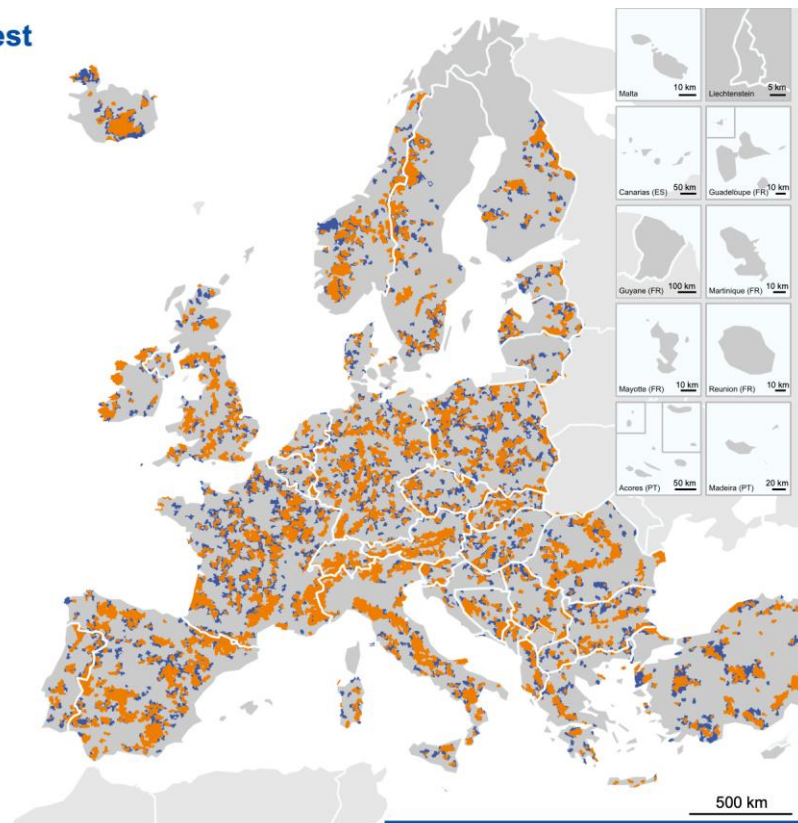 est
10 km
Malta
5 km
Liechtenstein
50 km
Canarias (ES)
10 km
Guadeloupe (FR)
100 km
Guyane (FR)
10 km
Martinique (FR)
10 km
Mayotte (FR)
10 km
Reunion (FR)
50 km
Acores (PT)
20 km
Madeira (PT)
500 km